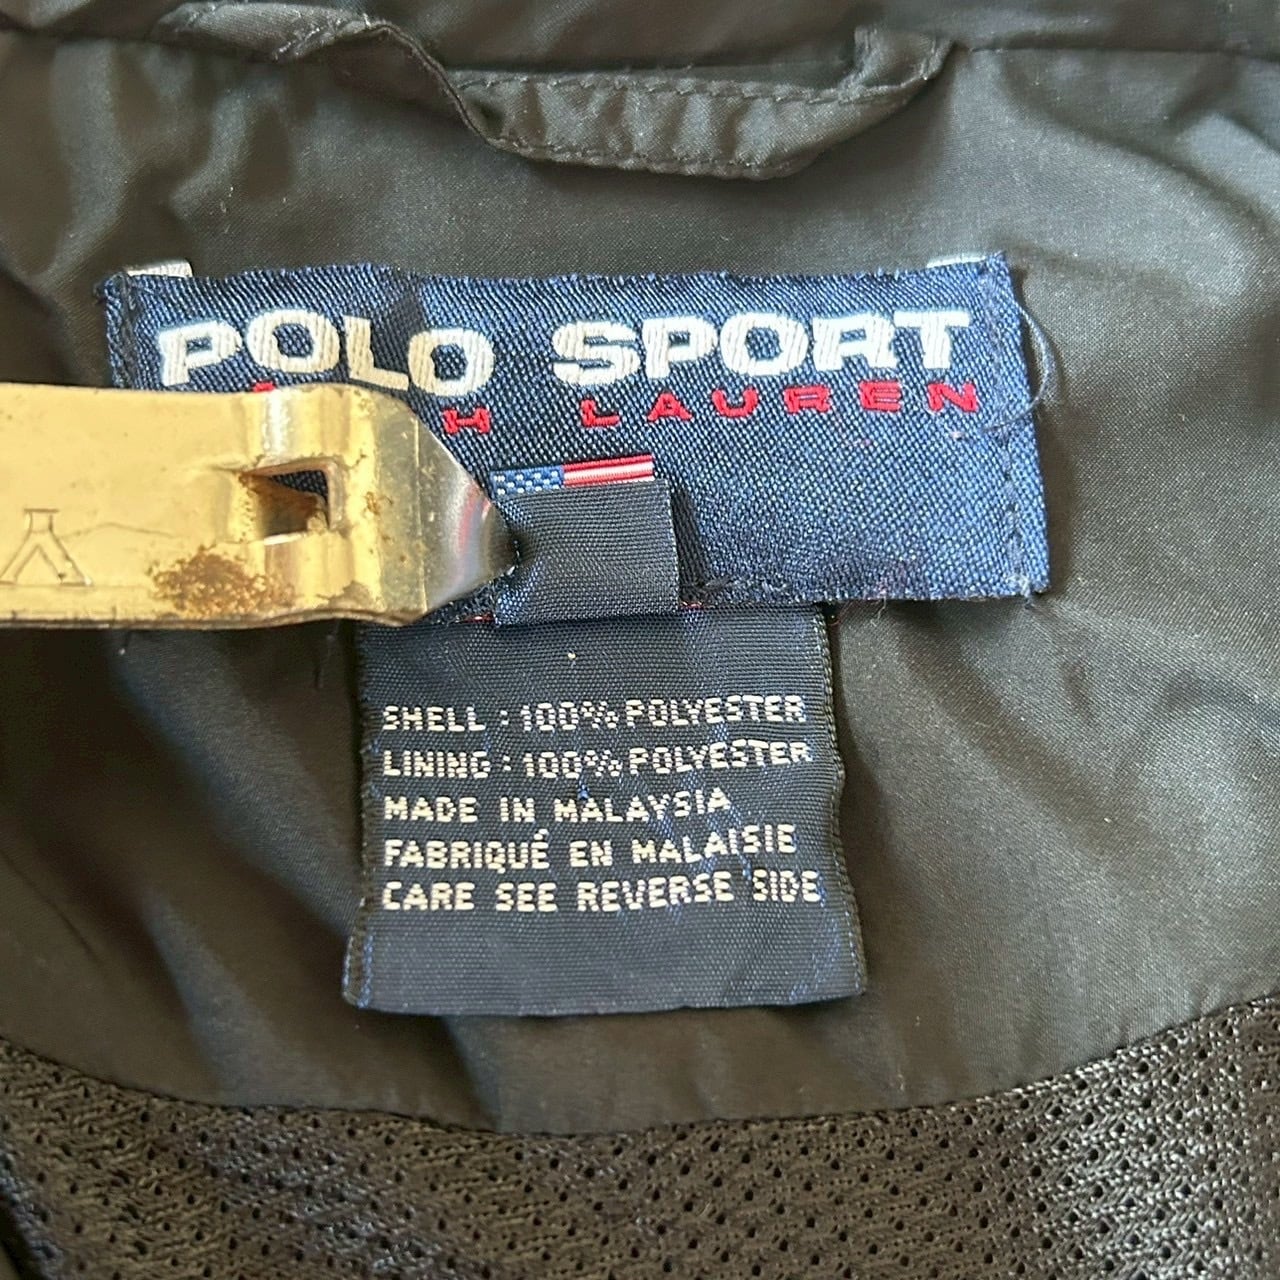 POLO SPORT
H LAUREN
SHELL : 100% POLYESTER
LINING : 100% POLYESTER
MADE IN MALAYSIA
FABRIQUÉ EN MALAISIE
CARE SEE REVERSE SIDE